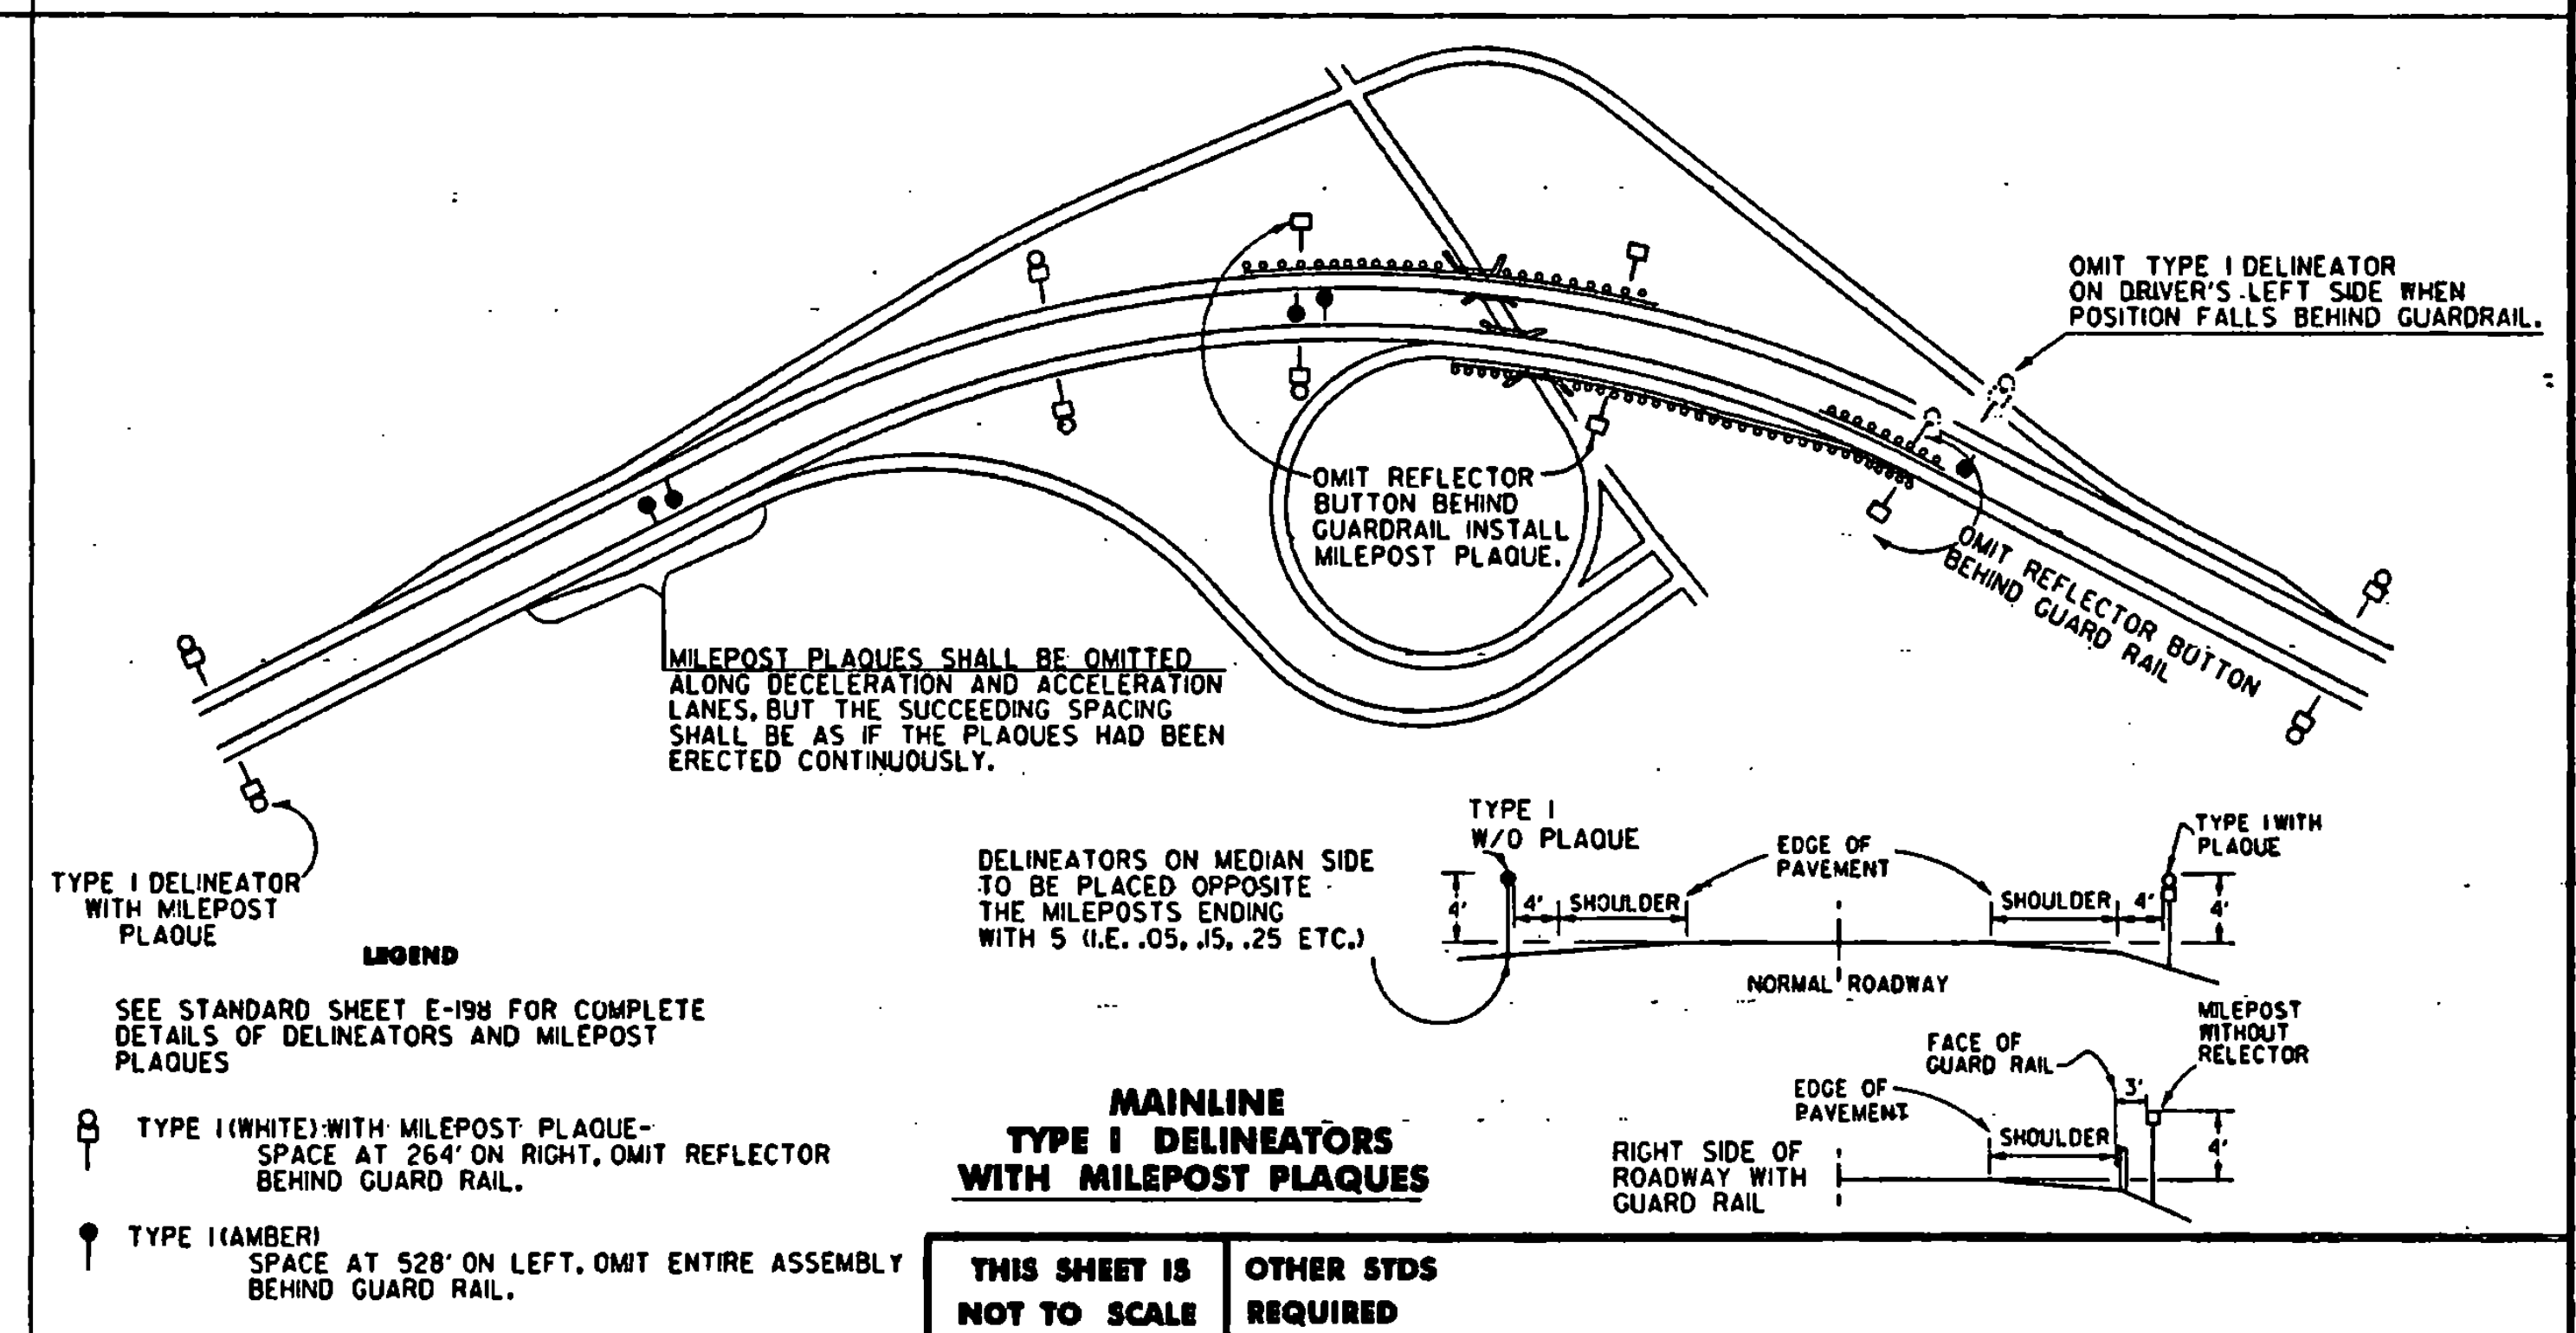 OMIT TYPE I DELINEATOR
ON DRIVER'S LEFT SIDE WHEN
POSITION FALLS BEHIND GUARDRAIL.
OMIT REFLECTOR
BUTTON BEHIND
GUARDRAIL INSTALL
MILEPOST PLAQUE.
OMIT REFLECTOR BUTTON
BEHIND GUARD RAIL
MILEPOST PLAQUES SHALL BE OMITTED
ALONG DECELERATION AND ACCELERATION
LANES, BUT THE SUCCEEDING SPACING
SHALL BE AS IF THE PLAQUES HAD BEEN
ERECTED CONTINUOUSLY.
TYPE I DELINEATOR
WITH MILEPOST
PLAQUE
DELINEATORS ON MEDIAN SIDE
TO BE PLACED OPPOSITE
THE MILEPOSTS ENDING
WITH 5 (I.E. .05, .15, .25 ETC.)
TYPE I
W/O PLAQUE
EDGE OF
PAVEMENT
TYPE I WITH
PLAQUE
4' 4' SHOULDER SHOULDER 4' 4'
NORMAL ROADWAY
LEGEND
SEE STANDARD SHEET E-198 FOR COMPLETE
DETAILS OF DELINEATORS AND MILEPOST
PLAQUES
TYPE I (WHITE) WITH MILEPOST PLAQUE-
SPACE AT 264' ON RIGHT. OMIT REFLECTOR
BEHIND GUARD RAIL.
TYPE I (AMBER)
SPACE AT 528' ON LEFT. OMIT ENTIRE ASSEMBLY
BEHIND GUARD RAIL.
MAINLINE
TYPE I DELINEATORS
WITH MILEPOST PLAQUES
MILEPOST
WITHOUT
RELECTOR
FACE OF
GUARD RAIL
3'
EDGE OF
PAVEMENT
SHOULDER
4'
RIGHT SIDE OF
ROADWAY WITH
GUARD RAIL
THIS SHEET IS
NOT TO SCALE
OTHER STDS
REQUIRED